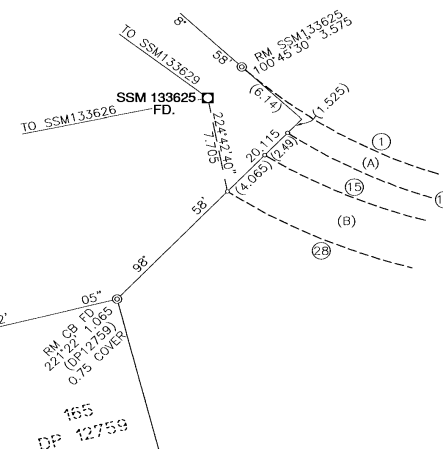 8'
TO SSM133629
58'
RM SSM133625
100°45'30" 3.575
SSM 133625
FD.
TO SSM133626
224°42'40"
7.705
(6.14)
(1.525)
20.115
(2.49)
(4.065)
1
(A)
15
1
(B)
28
58'
98'
2'
05"
RM CB FD
221°22' 1.065
(DP12759)
0.75 COVER
165
DP 12759